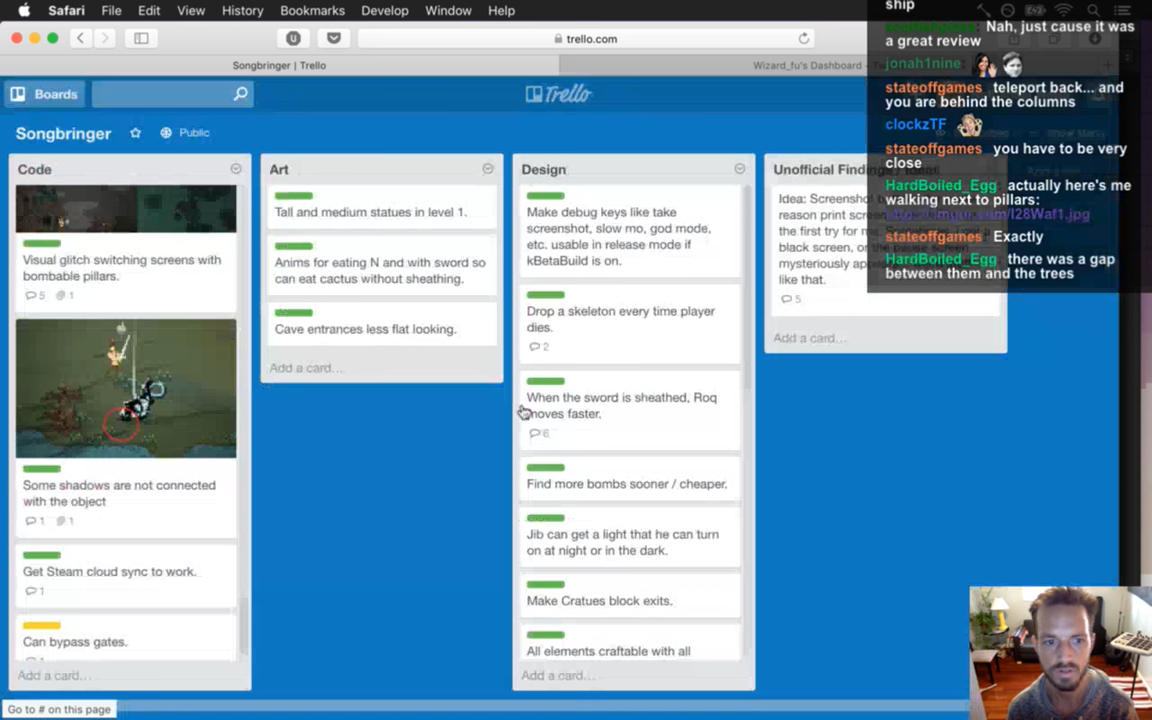 Safari File Edit View History Bookmarks Develop Window Help
trello.com
Songbringer | Trello
Wizard_fu's Dashboard
Boards
Trello
Songbringer
Public
Code
Visual glitch switching screens with
bombable pillars.
5 1
Some shadows are not connected
with the object
1 1
Get Steam cloud sync to work.
1
Can bypass gates.
Add a card...
Art
Tall and medium statues in level 1.
Anims for eating N and with sword so
can eat cactus without sheathing.
Cave entrances less flat looking.
Add a card...
Design
Make debug keys like take
screenshot, slow mo, god mode,
etc. usable in release mode if
kBetaBuild is on.
Drop a skeleton every time player
dies.
2
When the sword is sheathed, Roq
moves faster.
6
Find more bombs sooner / cheaper.
Jib can get a light that he can turn
on at night or in the dark.
Make Cratues block exits.
All elements craftable with all
Add a card...
Unofficial Findings
Idea: Screenshot
reason print screen
the first try for
black screen, or
mysteriously
like that.
5
Add a card...
ship
Nah, just cause it was
a great review
jonah1nine
stateoffgames teleport back... and
you are behind the columns
clockzTF
stateoffgames you have to be very
close
HardBoiled_Egg actually here's me
walking next to pillars:
stateoffgames Exactly
HardBoiled_Egg there was a gap
between them and the trees
Go to # on this page